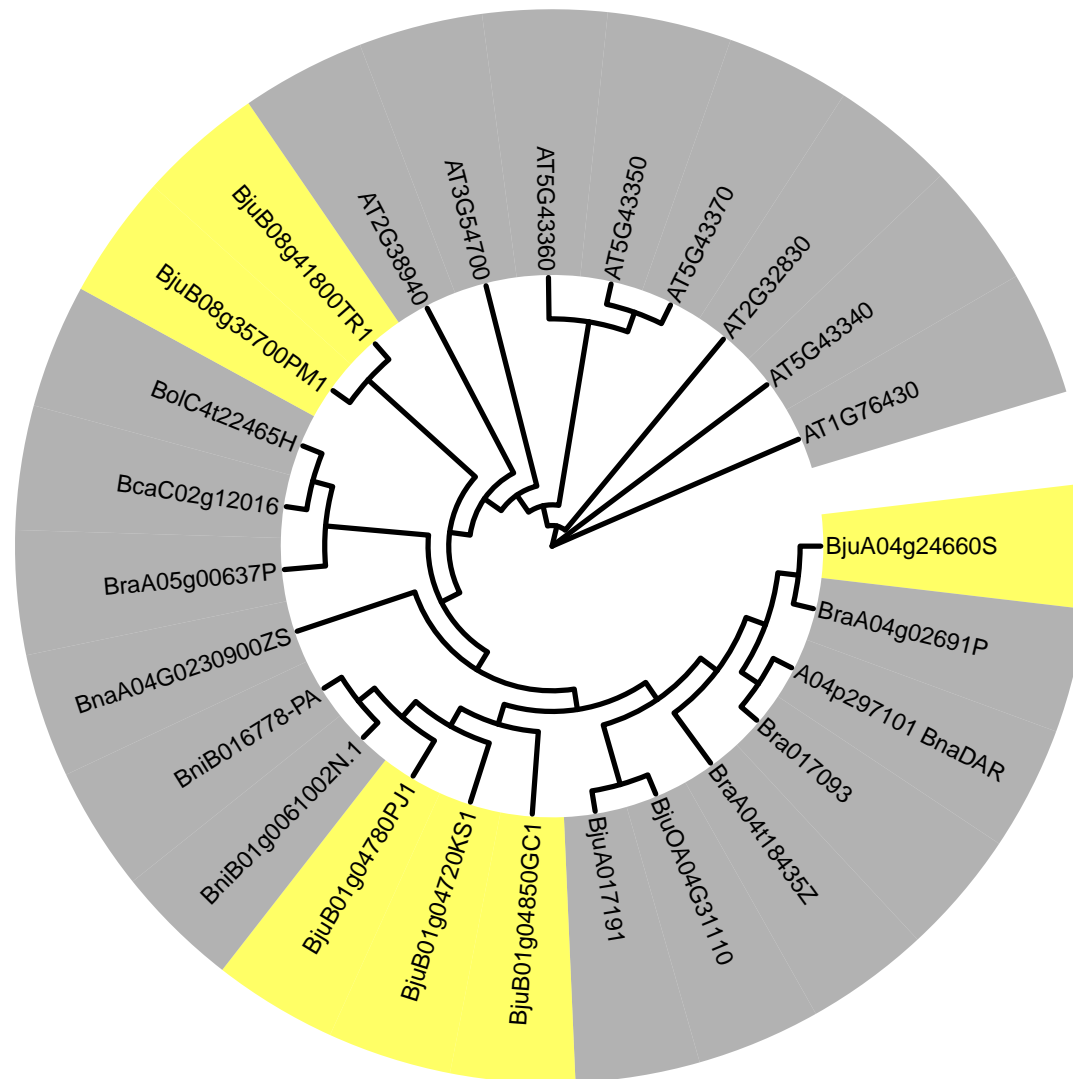 AT1G76430
AT5G43340
AT2G32830
AT5G43370
AT5G43350
AT5G43360
AT3G54700
AT2G38940
BjuB08g41800TR1
BjuB08g35700PM1
BolC4t22465H
BcaC02g12016
BraA05g00637P
BnaA04G0230900ZS
BniB016778-PA
BniB01g0061002N.1
BjuB01g04780PJ1
BjuB01g04720KS1
BjuB01g04850GC1
BjuA017191
BjuOA04G31110
BraA04t18435Z
Bra017093
A04p297101 BnaDAR
BraA04g02691P
BjuA04g24660S